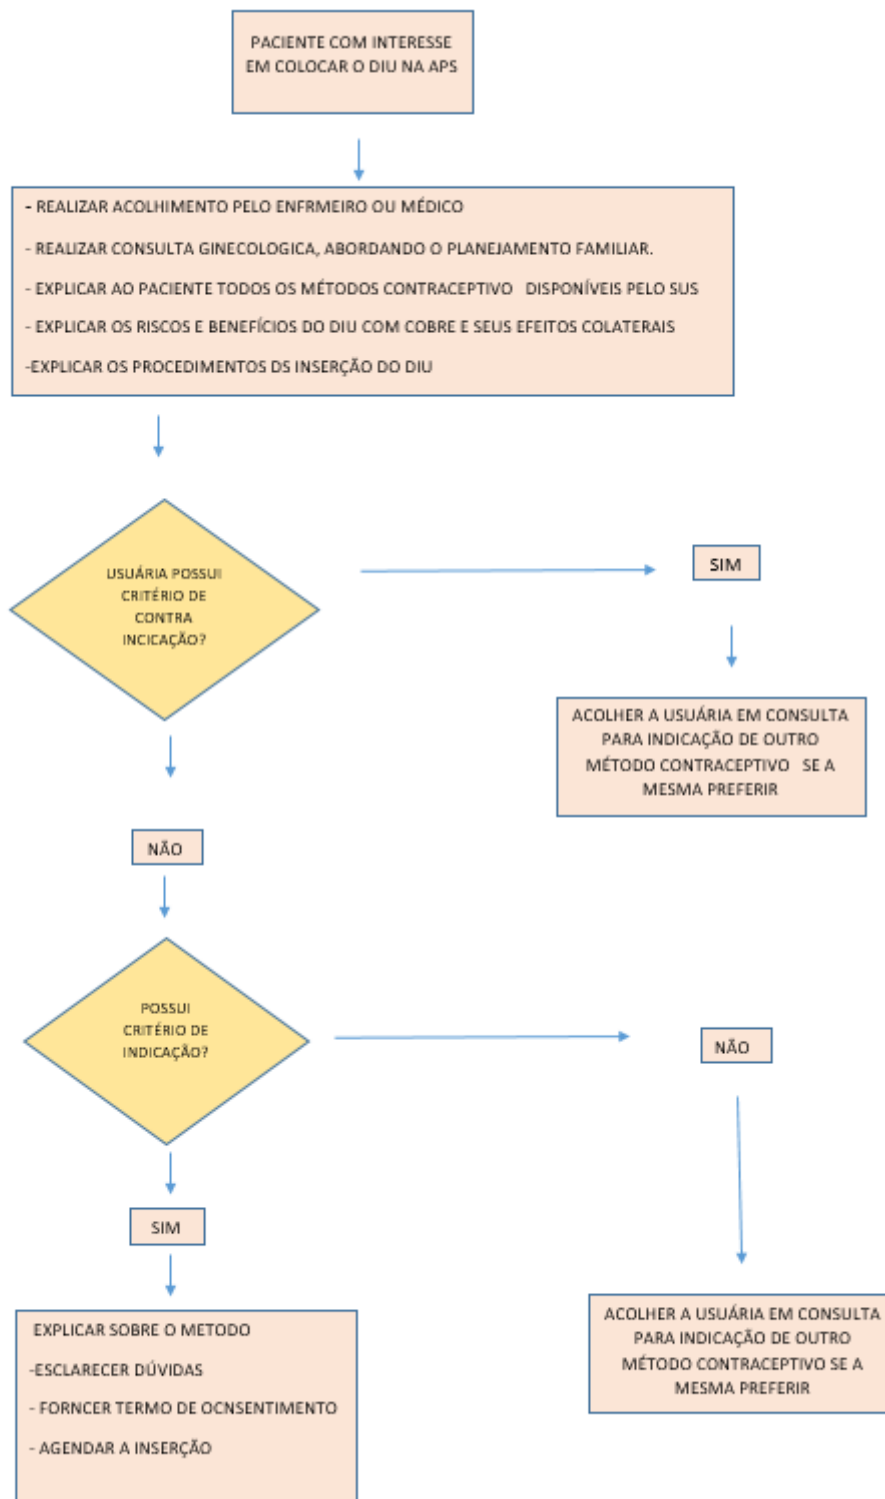 PACIENTE COM INTERESSE
EM COLOCAR O DIU NA APS
- REALIZAR ACOLHIMENTO PELO ENFRMEIRO OU MÉDICO
- REALIZAR CONSULTA GINECOLOGICA, ABORDANDO O PLANEJAMENTO FAMILIAR.
- EXPLICAR AO PACIENTE TODOS OS MÉTODOS CONTRACEPTIVO DISPONÍVEIS PELO SUS
- EXPLICAR OS RISCOS E BENEFÍCIOS DO DIU COM COBRE E SEUS EFEITOS COLATERAIS
-EXPLICAR OS PROCEDIMENTOS DS INSERÇÃO DO DIU
USUÁRIA POSSUI
CRITÉRIO DE
CONTRA
INCICAÇÃO?
SIM
ACOLHER A USUÁRIA EM CONSULTA
PARA INDICAÇÃO DE OUTRO
MÉTODO CONTRACEPTIVO SE A
MESMA PREFERIR
NÃO
POSSUI
CRITÉRIO DE
INDICAÇÃO?
NÃO
SIM
ACOLHER A USUÁRIA EM CONSULTA
PARA INDICAÇÃO DE OUTRO
MÉTODO CONTRACEPTIVO SE A
MESMA PREFERIR
EXPLICAR SOBRE O METODO
-ESCLARECER DÚVIDAS
- FORNCER TERMO DE OCNSENTIMENTO
- AGENDAR A INSERÇÃO